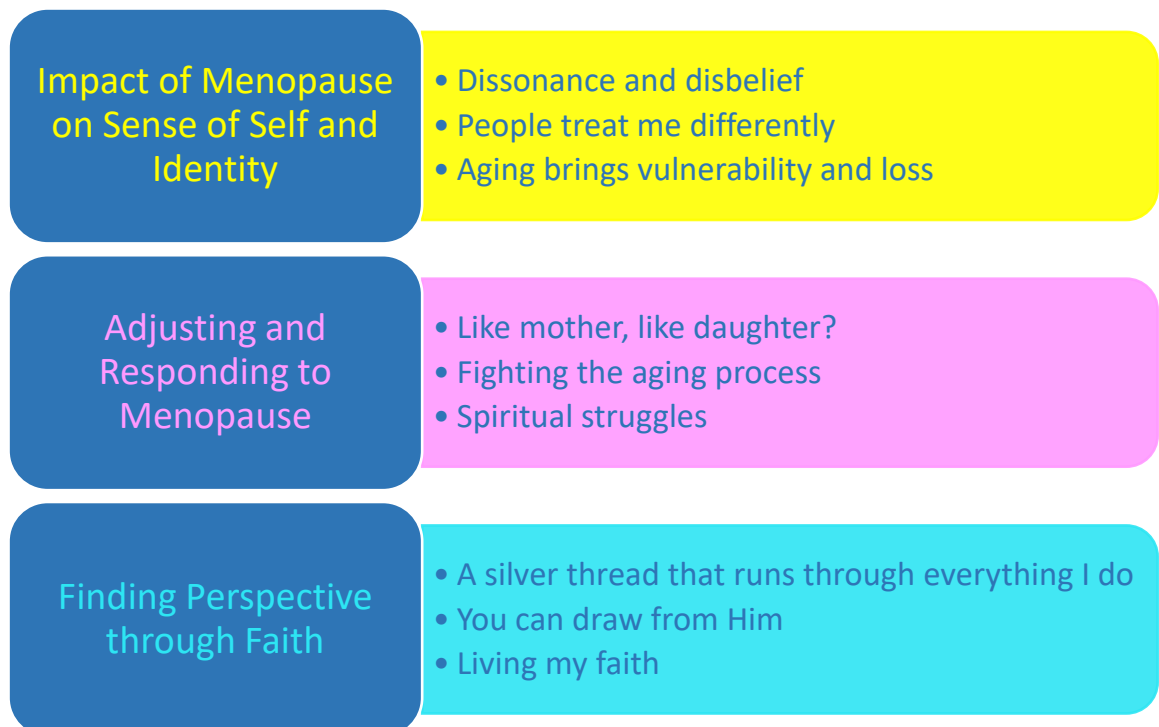 Impact of Menopause
on Sense of Self and
Identity
• Dissonance and disbelief
• People treat me differently
• Aging brings vulnerability and loss
Adjusting and
Responding to
Menopause
• Like mother, like daughter?
• Fighting the aging process
• Spiritual struggles
Finding Perspective
through Faith
• A silver thread that runs through everything I do
• You can draw from Him
• Living my faith